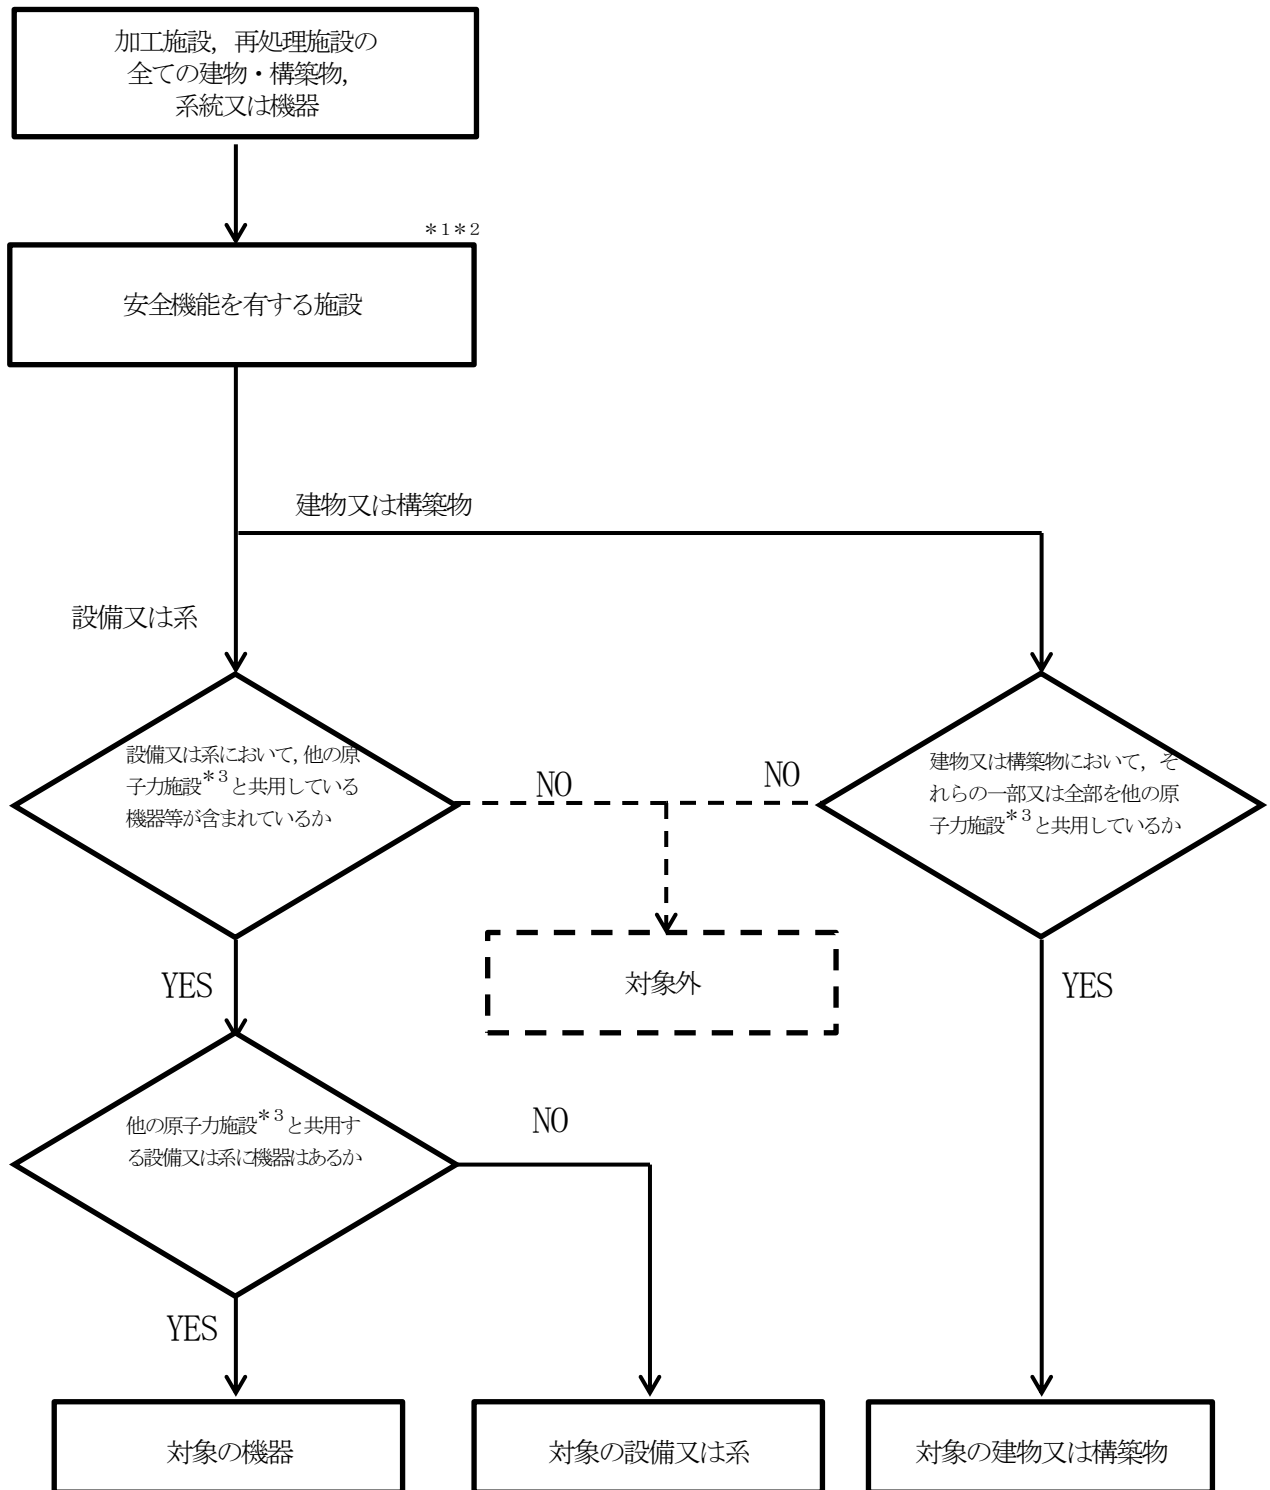 加工施設，再処理施設の
全ての建物・構築物，
系統又は機器
*1*2
安全機能を有する施設
建物又は構築物
設備又は系
設備又は系において，他の原
子力施設*3と共用している
機器等が含まれているか
NO
NO
建物又は構築物において，そ
れらの一部又は全部を他の原
子力施設*3と共用しているか
対象外
YES
YES
他の原子力施設*3と共用す
る設備又は系に機器はあるか
NO
YES
対象の機器
対象の設備又は系
対象の建物又は構築物